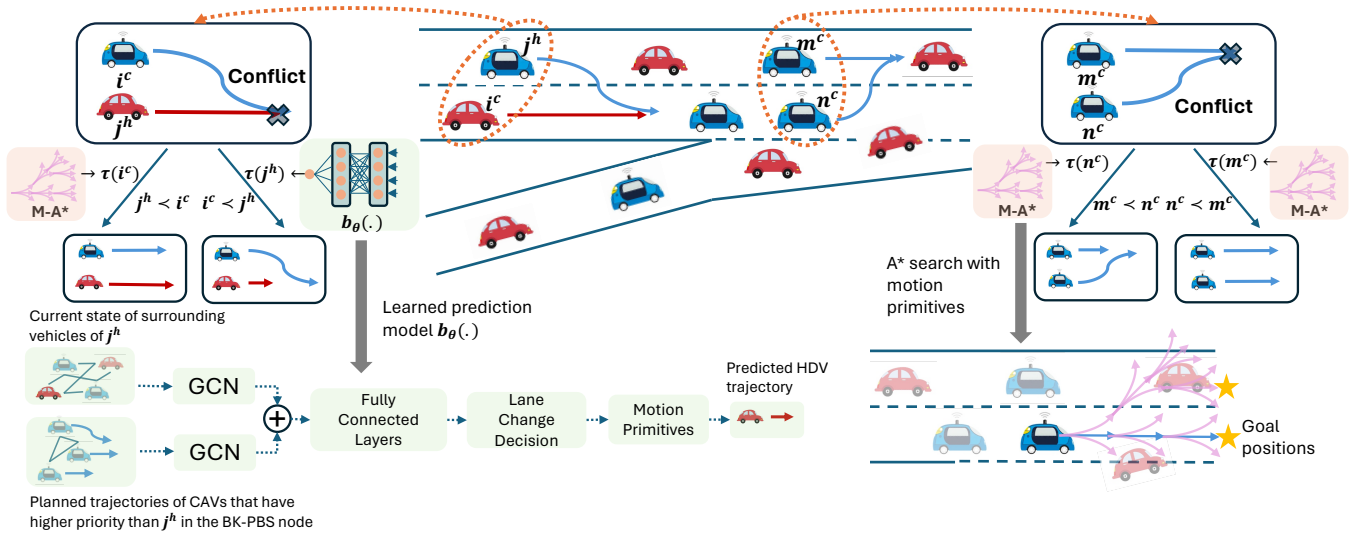 i^c
Conflict
j^h
j^h
i^c
m^c
n^c
m^c
Conflict
n^c
M-A*
→ τ(i^c)
τ(j^h) ←
j^h ≺ i^c
i^c ≺ j^h
b_θ(.)
M-A*
→ τ(n^c)
τ(m^c) ←
m^c ≺ n^c
n^c ≺ m^c
M-A*
Current state of surrounding
vehicles of j^h
Learned prediction
model b_θ(.)
A* search with
motion
primitives
GCN
GCN
+
Fully
Connected
Layers
Lane
Change
Decision
Motion
Primitives
Predicted HDV
trajectory
Goal
positions
Planned trajectories of CAVs that have
higher priority than j^h in the BK-PBS node